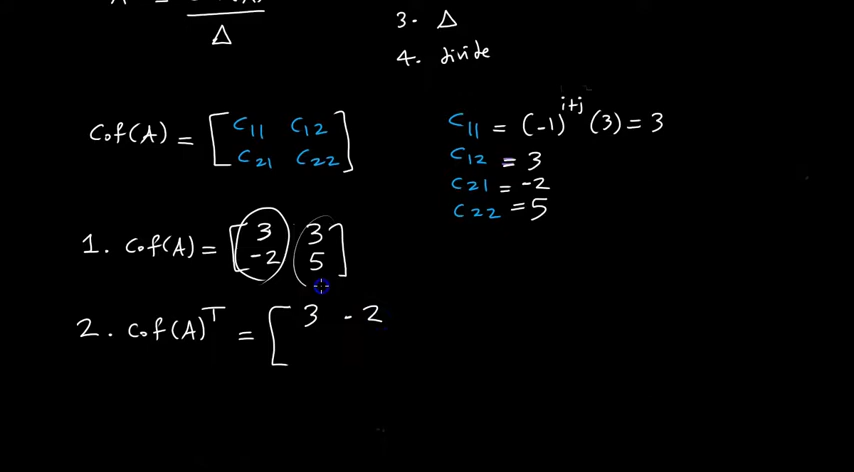 Δ
3. Δ
4. divide
Cof(A) = [ C11 C12
C21 C22 ]
C11 = (-1)^i+j (3) = 3
C12 = 3
C21 = -2
C22 = 5
1. Cof(A) = [ 3 3
-2 5 ]
2. Cof(A)^T = [ 3 -2